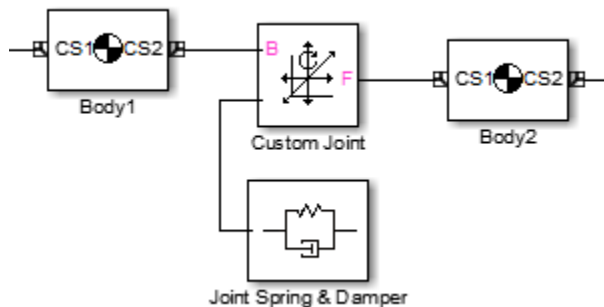 CS1 CS2
Body1
B
F
Custom Joint
CS1 CS2
Body2
Joint Spring & Damper